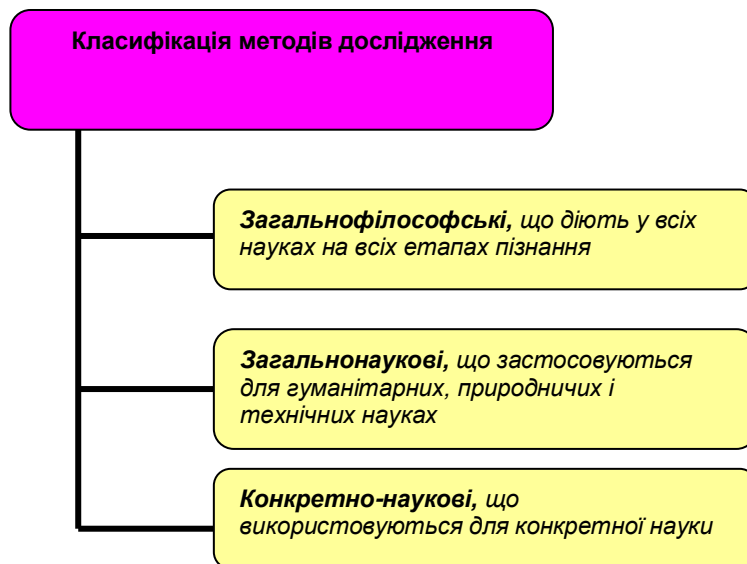 Класифікація методів дослідження
Загальнофілософські, що діють у всіх
науках на всіх етапах пізнання
Загальнонаукові, що застосовуються
для гуманітарних, природничих і
технічних науках
Конкретно-наукові, що
використовуються для конкретної науки